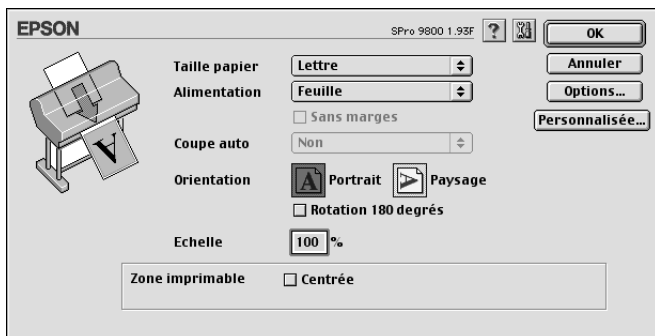 EPSON
SPro 9800 1.93F ?
OK
Taille papier Lettre
Annuler
Alimentation Feuille
Options...
Sans marges
Personnalisée...
Coupe auto Non
Orientation A Portrait A Paysage
Rotation 180 degrés
Echelle 100 %
Zone imprimable Centrée
A